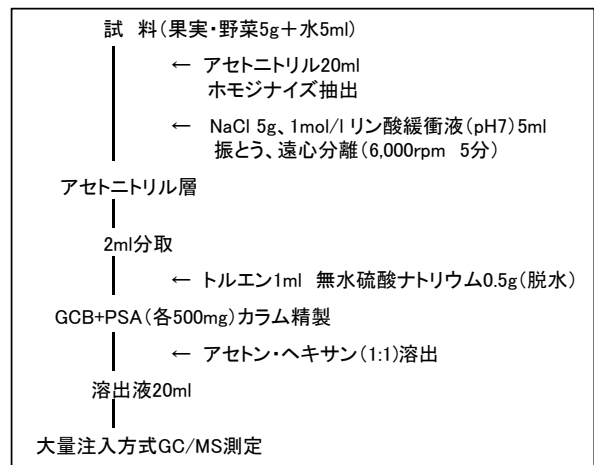 試 料(果実・野菜5g+水5ml)
← アセトニトリル20ml
ホモジナイズ抽出
← NaCl 5g、1mol/l リン酸緩衝液(pH7)5ml
振とう、遠心分離(6,000rpm 5分)
アセトニトリル層
2ml分取
← トルエン1ml 無水硫酸ナトリウム0.5g(脱水)
GCB+PSA(各500mg)カラム精製
← アセトン・ヘキサン(1:1)溶出
溶出液20ml
大量注入方式GC/MS測定